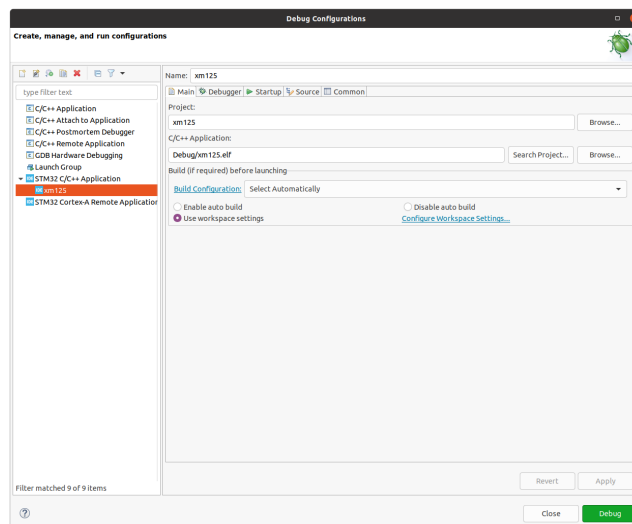 Debug Configurations
Create, manage, and run configurations
type filter text
C/C++ Application
C/C++ Attach to Application
C/C++ Postmortem Debugger
C/C++ Remote Application
GDB Hardware Debugging
Launch Group
STM32 C/C++ Application
xm125
STM32 Cortex-A Remote Application
Filter matched 9 of 9 items
Name: xm125
Main Debugger Startup Source Common
Project:
xm125 Browse...
C/C++ Application:
Debug/xm125.elf Search Project... Browse...
Build (if required) before launching
Build Configuration: Select Automatically
Enable auto build Disable auto build
Use workspace settings Configure Workspace Settings...
Revert Apply
? Close Debug